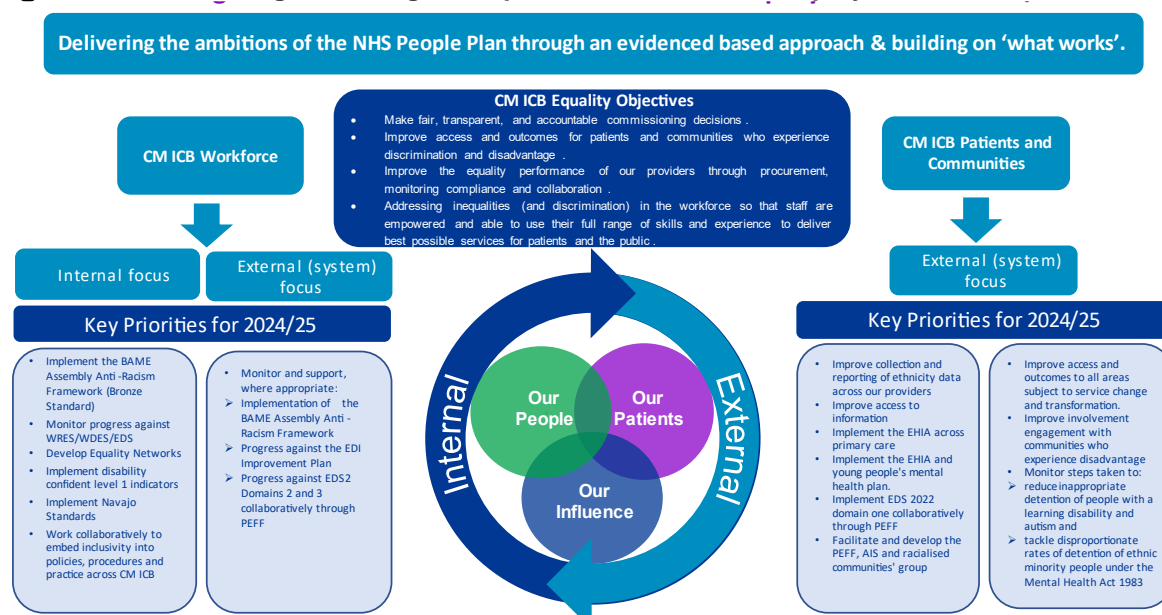 Delivering the ambitions of the NHS People Plan through an evidenced based approach & building on ‘what works’.
CM ICB Equality Objectives
• Make fair, transparent, and accountable commissioning decisions .
• Improve access and outcomes for patients and communities who experience
discrimination and disadvantage .
• Improve the equality performance of our providers through procurement,
monitoring compliance and collaboration .
• Addressing inequalities (and discrimination) in the workforce so that staff are
empowered and able to use their full range of skills and experience to deliver
best possible services for patients and the public .
CM ICB Workforce
Internal focus
External (system)
focus
Key Priorities for 2024/25
• Implement the BAME
Assembly Anti -Racism
Framework (Bronze
Standard)
• Monitor progress against
WRES/WDES/EDS
• Develop Equality Networks
• Implement disability
confident level 1 indicators
• Implement Navajo
Standards
• Work collaboratively to
embed inclusivity into
policies, procedures and
practice across CM ICB
• Monitor and support,
where appropriate:
➢ Implementation of the
BAME Assembly Anti -
Racism Framework
➢ Progress against the EDI
Improvement Plan
➢ Progress against EDS2
Domains 2 and 3
collaboratively through
PEFF
Internal
External
Our
People
Our
Patients
Our
Influence
CM ICB Patients and
Communities
External (system)
focus
Key Priorities for 2024/25
• Improve collection and
reporting of ethnicity data
across our providers
• Improve access to
information
• Implement the EHIA across
primary care
• Implement the EHIA and
young people's mental
health plan.
• Implement EDS 2022
domain one collaboratively
through PEFF
• Facilitate and develop the
PEFF, AIS and racialised
communities' group
• Improve access and
outcomes to all areas
subject to service change
and transformation.
• Improve involvement
engagement with
communities who
experience disadvantage
• Monitor steps taken to:
➢ reduce inappropriate
detention of people with a
learning disability and
autism and
➢ tackle disproportionate
rates of detention of ethnic
minority people under the
Mental Health Act 1983